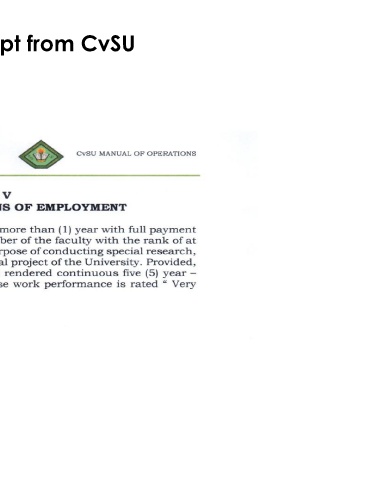 pt from CvSU
CvSU MANUAL OF OPERATIONS
V
NS OF EMPLOYMENT
more than (1) year with full payment
ber of the faculty with the rank of at
rpose of conducting special research,
al project of the University. Provided,
rendered continuous five (5) year –
se work performance is rated “ Very